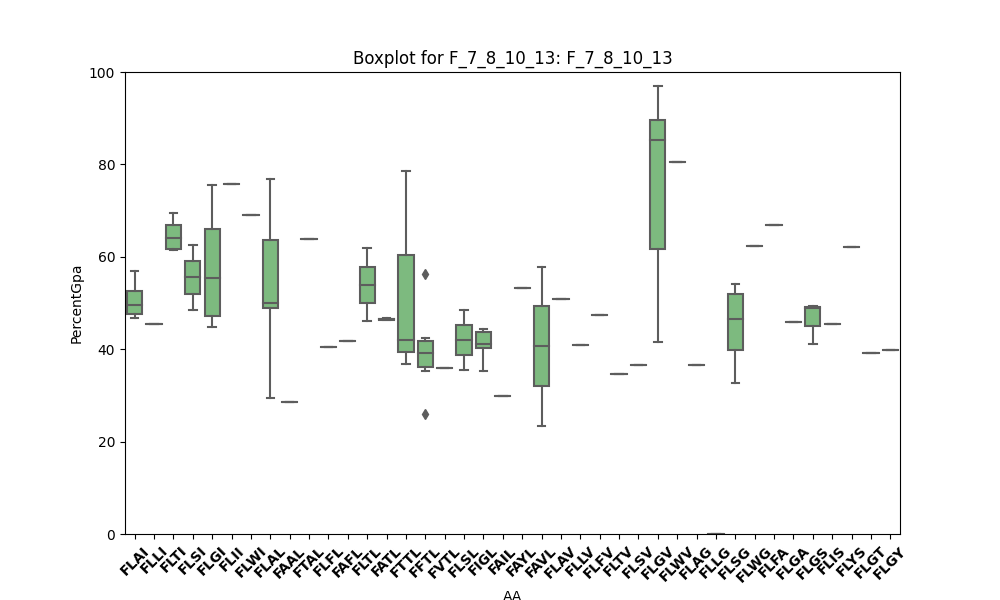 Boxplot for F_7_8_10_13: F_7_8_10_13
PercentGpa
100
80
60
40
20
0
FLAI FLLI FLTI FLSI FLGI FLII FLWI FLAL FAAL FTAL FLFL FAFL FLTL FATL FTTL FFTL FVTL FLSL FIGL FAIL FAYL FAVL FLAV FLLV FLFV FLTV FLSV FLGV FLWV FLAG FLLG FLSG FLWG FLFA FLGA FLGS FLIS FLYS FLGT FLGY
AA